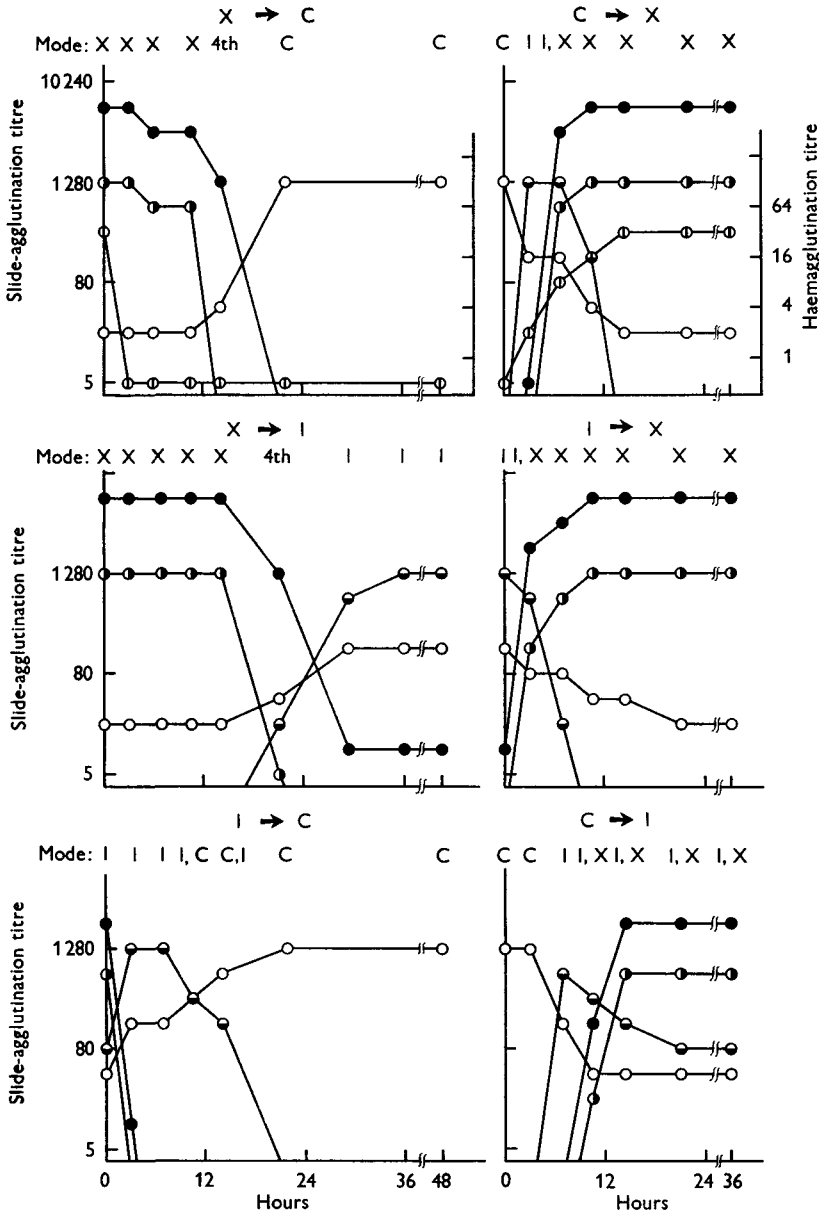 X → C
C → X
Mode: X X X X 4th C C
C I I, X X X X X
10 240
1280
80
5
Slide-agglutination titre
64
16
4
1
Haemagglutination titre
X → I
I → X
Mode: X X X X X 4th I I I
I I, X X X X X X
1280
80
5
Slide-agglutination titre
I → C
C → I
Mode: I I I I, C C, I C C
C C I I, X I, X I, X I, X
1280
80
5
Slide-agglutination titre
0 12 24 36 48
Hours
0 12 24 36
Hours